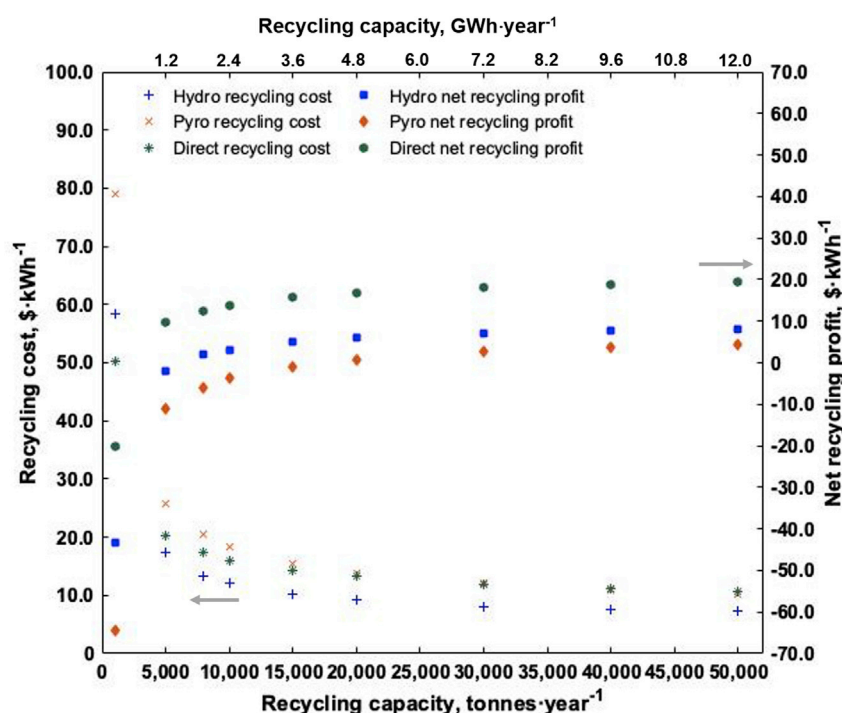 Recycling capacity, GWh·year⁻¹
1.2 2.4 3.6 4.8 6.0 7.2 8.2 9.6 10.8 12.0
100.0 70.0
Hydro recycling cost Hydro net recycling profit
Pyro recycling cost Pyro net recycling profit
Direct recycling cost Direct net recycling profit
90.0 60.0
80.0 50.0
70.0 40.0
60.0 30.0
50.0 20.0
40.0 10.0
30.0 0
20.0 -10.0
10.0 -20.0
0 -30.0
-40.0
-50.0
-60.0
-70.0
Recycling cost, $·kWh⁻¹
Net recycling profit, $·kWh⁻¹
0 5,000 10,000 15,000 20,000 25,000 30,000 35,000 40,000 45,000 50,000
Recycling capacity, tonnes·year⁻¹